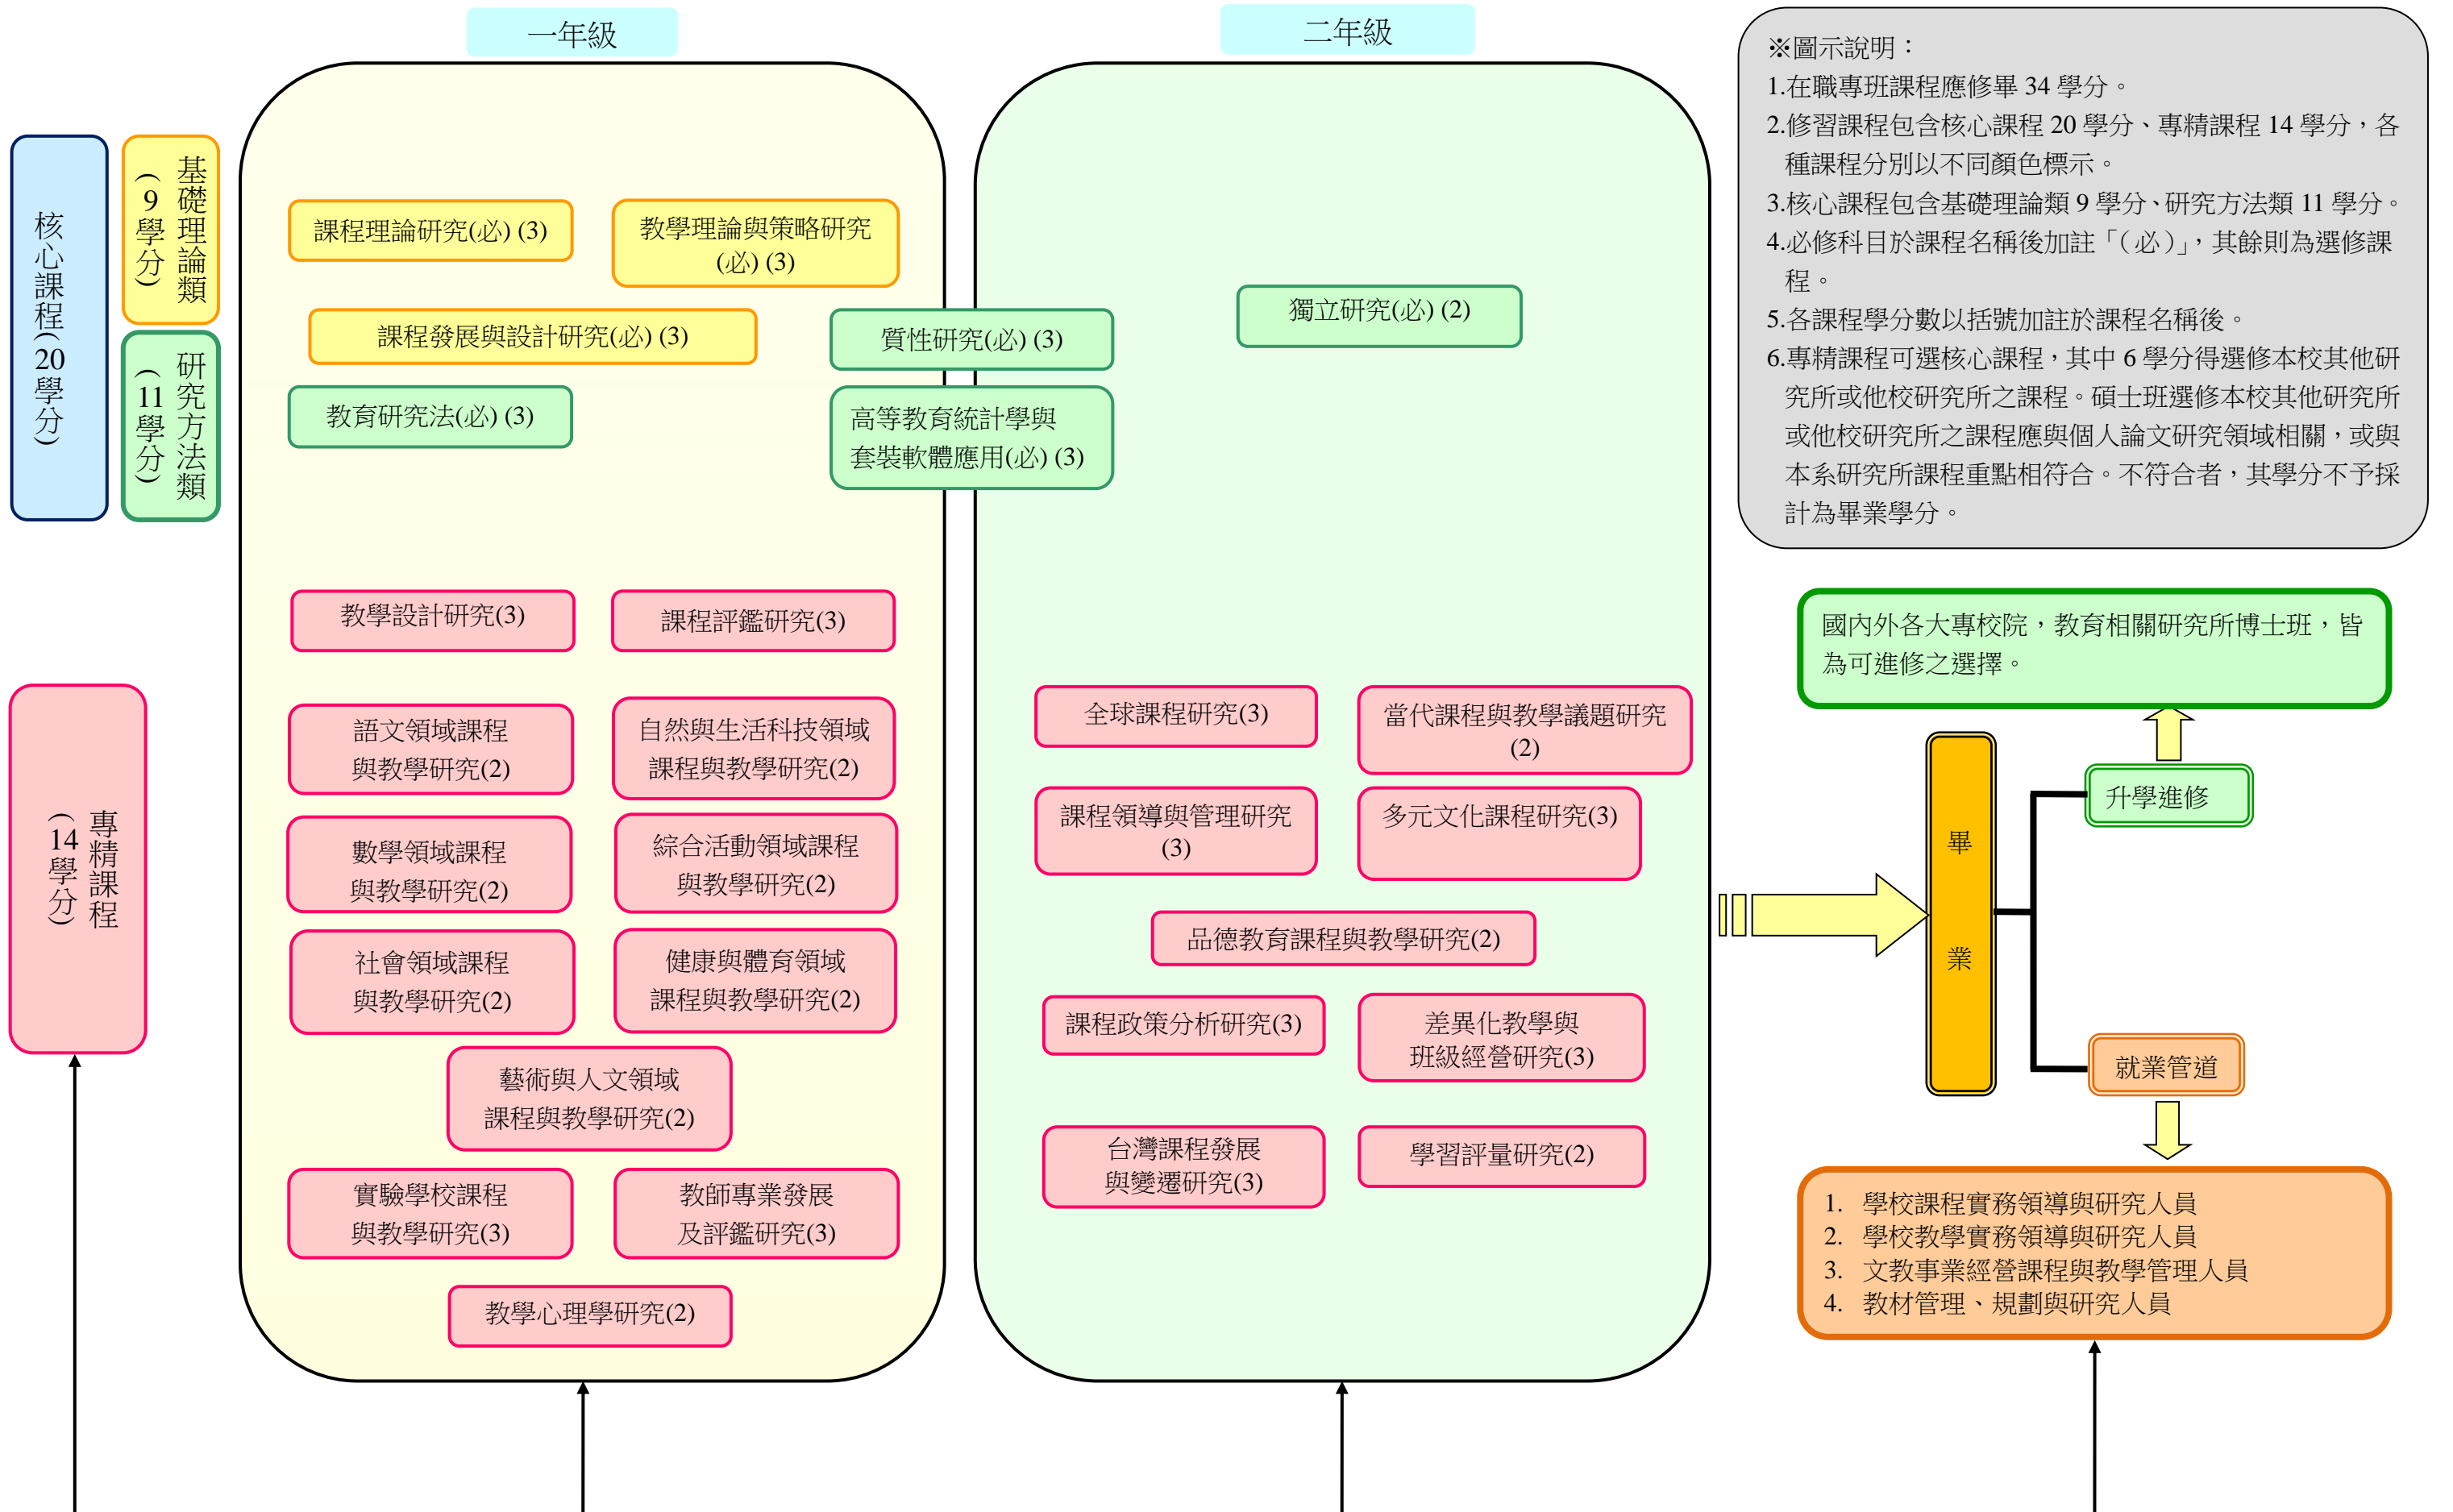 一年級
二年級
※圖示說明：
1.在職專班課程應修畢 34 學分。
2.修習課程包含核心課程 20 學分、專精課程 14 學分，各
種課程分別以不同顏色標示。
3.核心課程包含基礎理論類 9 學分、研究方法類 11 學分。
4.必修科目於課程名稱後加註「（必）」，其餘則為選修課
程。
5.各課程學分數以括號加註於課程名稱後。
6.專精課程可選核心課程，其中 6 學分得選修本校其他研
究所或他校研究所之課程。碩士班選修本校其他研究所
或他校研究所之課程應與個人論文研究領域相關，或與
本系研究所課程重點相符合。不符合者，其學分不予採
計為畢業學分。
核心課程(20學分)
基礎理論類
(9學分)
研究方法類
(11學分)
課程理論研究(必) (3)
教學理論與策略研究
(必) (3)
課程發展與設計研究(必) (3)
質性研究(必) (3)
獨立研究(必) (2)
教育研究法(必) (3)
高等教育統計學與
套裝軟體應用(必) (3)
專精課程
(14學分)
教學設計研究(3)
課程評鑑研究(3)
語文領域課程
與教學研究(2)
自然與生活科技領域
課程與教學研究(2)
數學領域課程
與教學研究(2)
綜合活動領域課程
與教學研究(2)
社會領域課程
與教學研究(2)
健康與體育領域
課程與教學研究(2)
藝術與人文領域
課程與教學研究(2)
實驗學校課程
與教學研究(3)
教師專業發展
及評鑑研究(3)
教學心理學研究(2)
全球課程研究(3)
當代課程與教學議題研究
(2)
課程領導與管理研究
(3)
多元文化課程研究(3)
品德教育課程與教學研究(2)
課程政策分析研究(3)
差異化教學與
班級經營研究(3)
台灣課程發展
與變遷研究(3)
學習評量研究(2)
畢業
國內外各大專校院，教育相關研究所博士班，皆
為可進修之選擇。
升學進修
就業管道
1. 學校課程實務領導與研究人員
2. 學校教學實務領導與研究人員
3. 文教事業經營課程與教學管理人員
4. 教材管理、規劃與研究人員